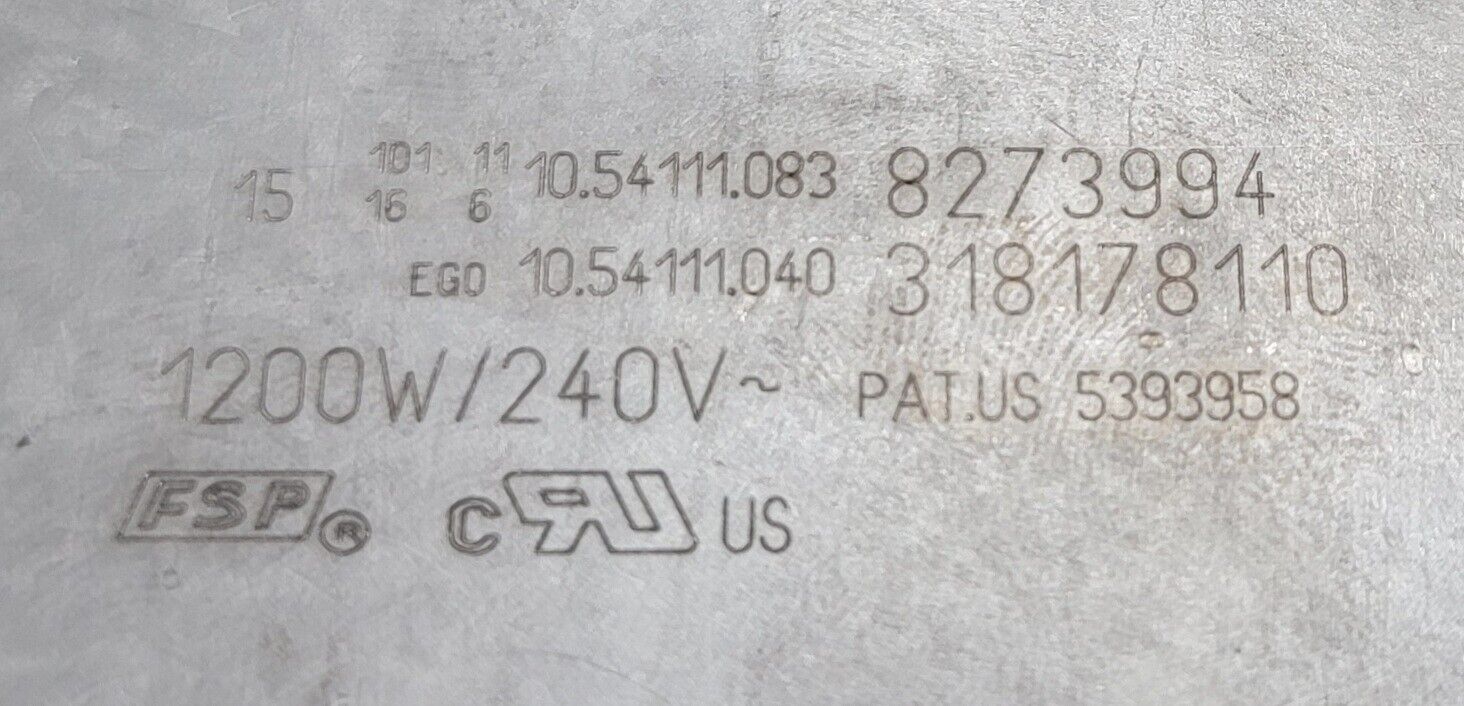 15 101 11 10.54111.083 8273994
16 6
EGO 10.54111.040 318178110
1200W/240V~ PAT.US 5393958
FSP® C RU US